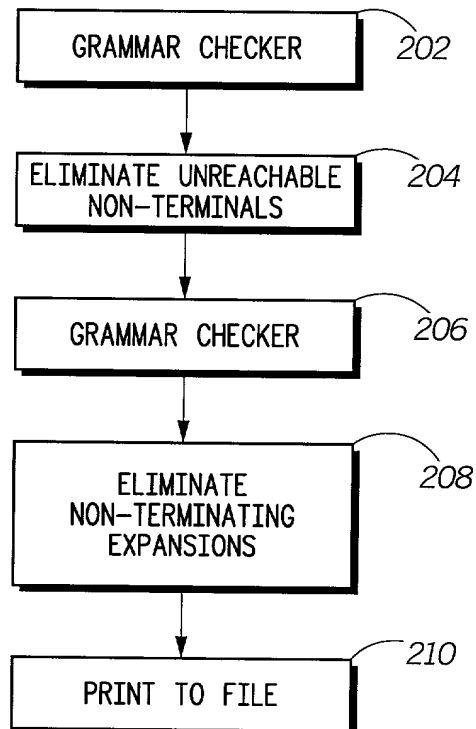 GRAMMAR CHECKER
202
ELIMINATE UNREACHABLE
NON-TERMINALS
204
GRAMMAR CHECKER
206
ELIMINATE
NON-TERMINATING
EXPANSIONS
208
PRINT TO FILE
210